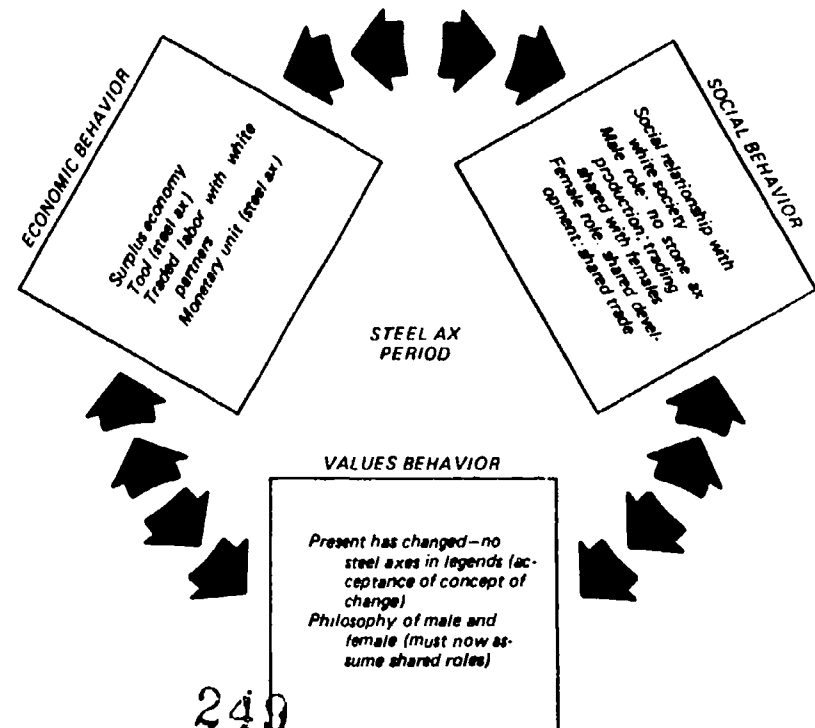 ECONOMIC BEHAVIOR
Surplus economy
Tool (steel ax)
Traded labor with white
partners
Monetary unit (steel ax)
SOCIAL BEHAVIOR
Social relationship with
white society
Male role: no stone ax
production; trading
shared with females
Female role: shared devel-
opment; shared trade
STEEL AX
PERIOD
VALUES BEHAVIOR
Present has changed—no
steel axes in legends (ac-
ceptance of concept of
change)
Philosophy of male and
female (must now as-
sume shared roles)
249